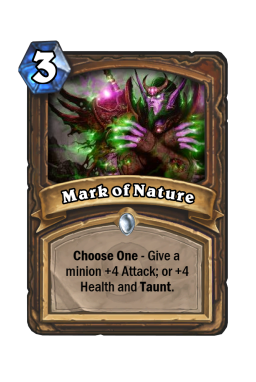 3
Mark of Nature
Choose One - Give a
minion +4 Attack; or +4
Health and Taunt.